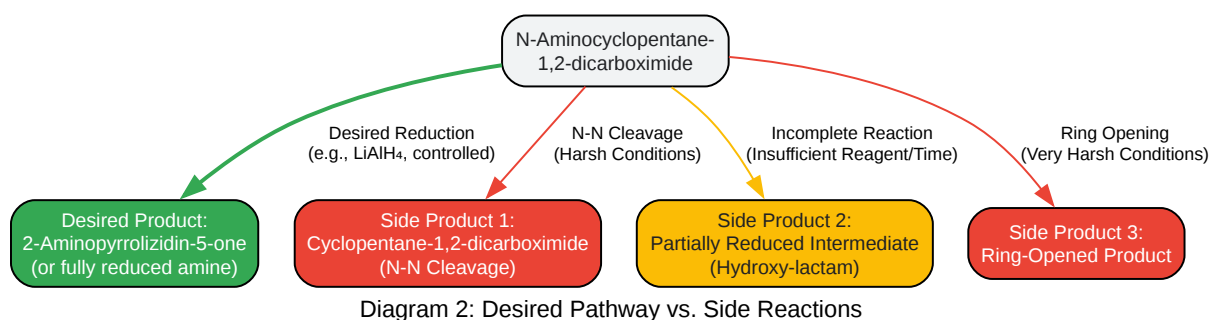 N-Aminocyclopentane-
1,2-dicarboximide
Desired Reduction
(e.g., LiAlH₄, controlled)
N-N Cleavage
(Harsh Conditions)
Incomplete Reaction
(Insufficient Reagent/Time)
Ring Opening
(Very Harsh Conditions)
Desired Product:
2-Aminopyrrolizidin-5-one
(or fully reduced amine)
Side Product 1:
Cyclopentane-1,2-dicarboximide
(N-N Cleavage)
Side Product 2:
Partially Reduced Intermediate
(Hydroxy-lactam)
Side Product 3:
Ring-Opened Product
Diagram 2: Desired Pathway vs. Side Reactions